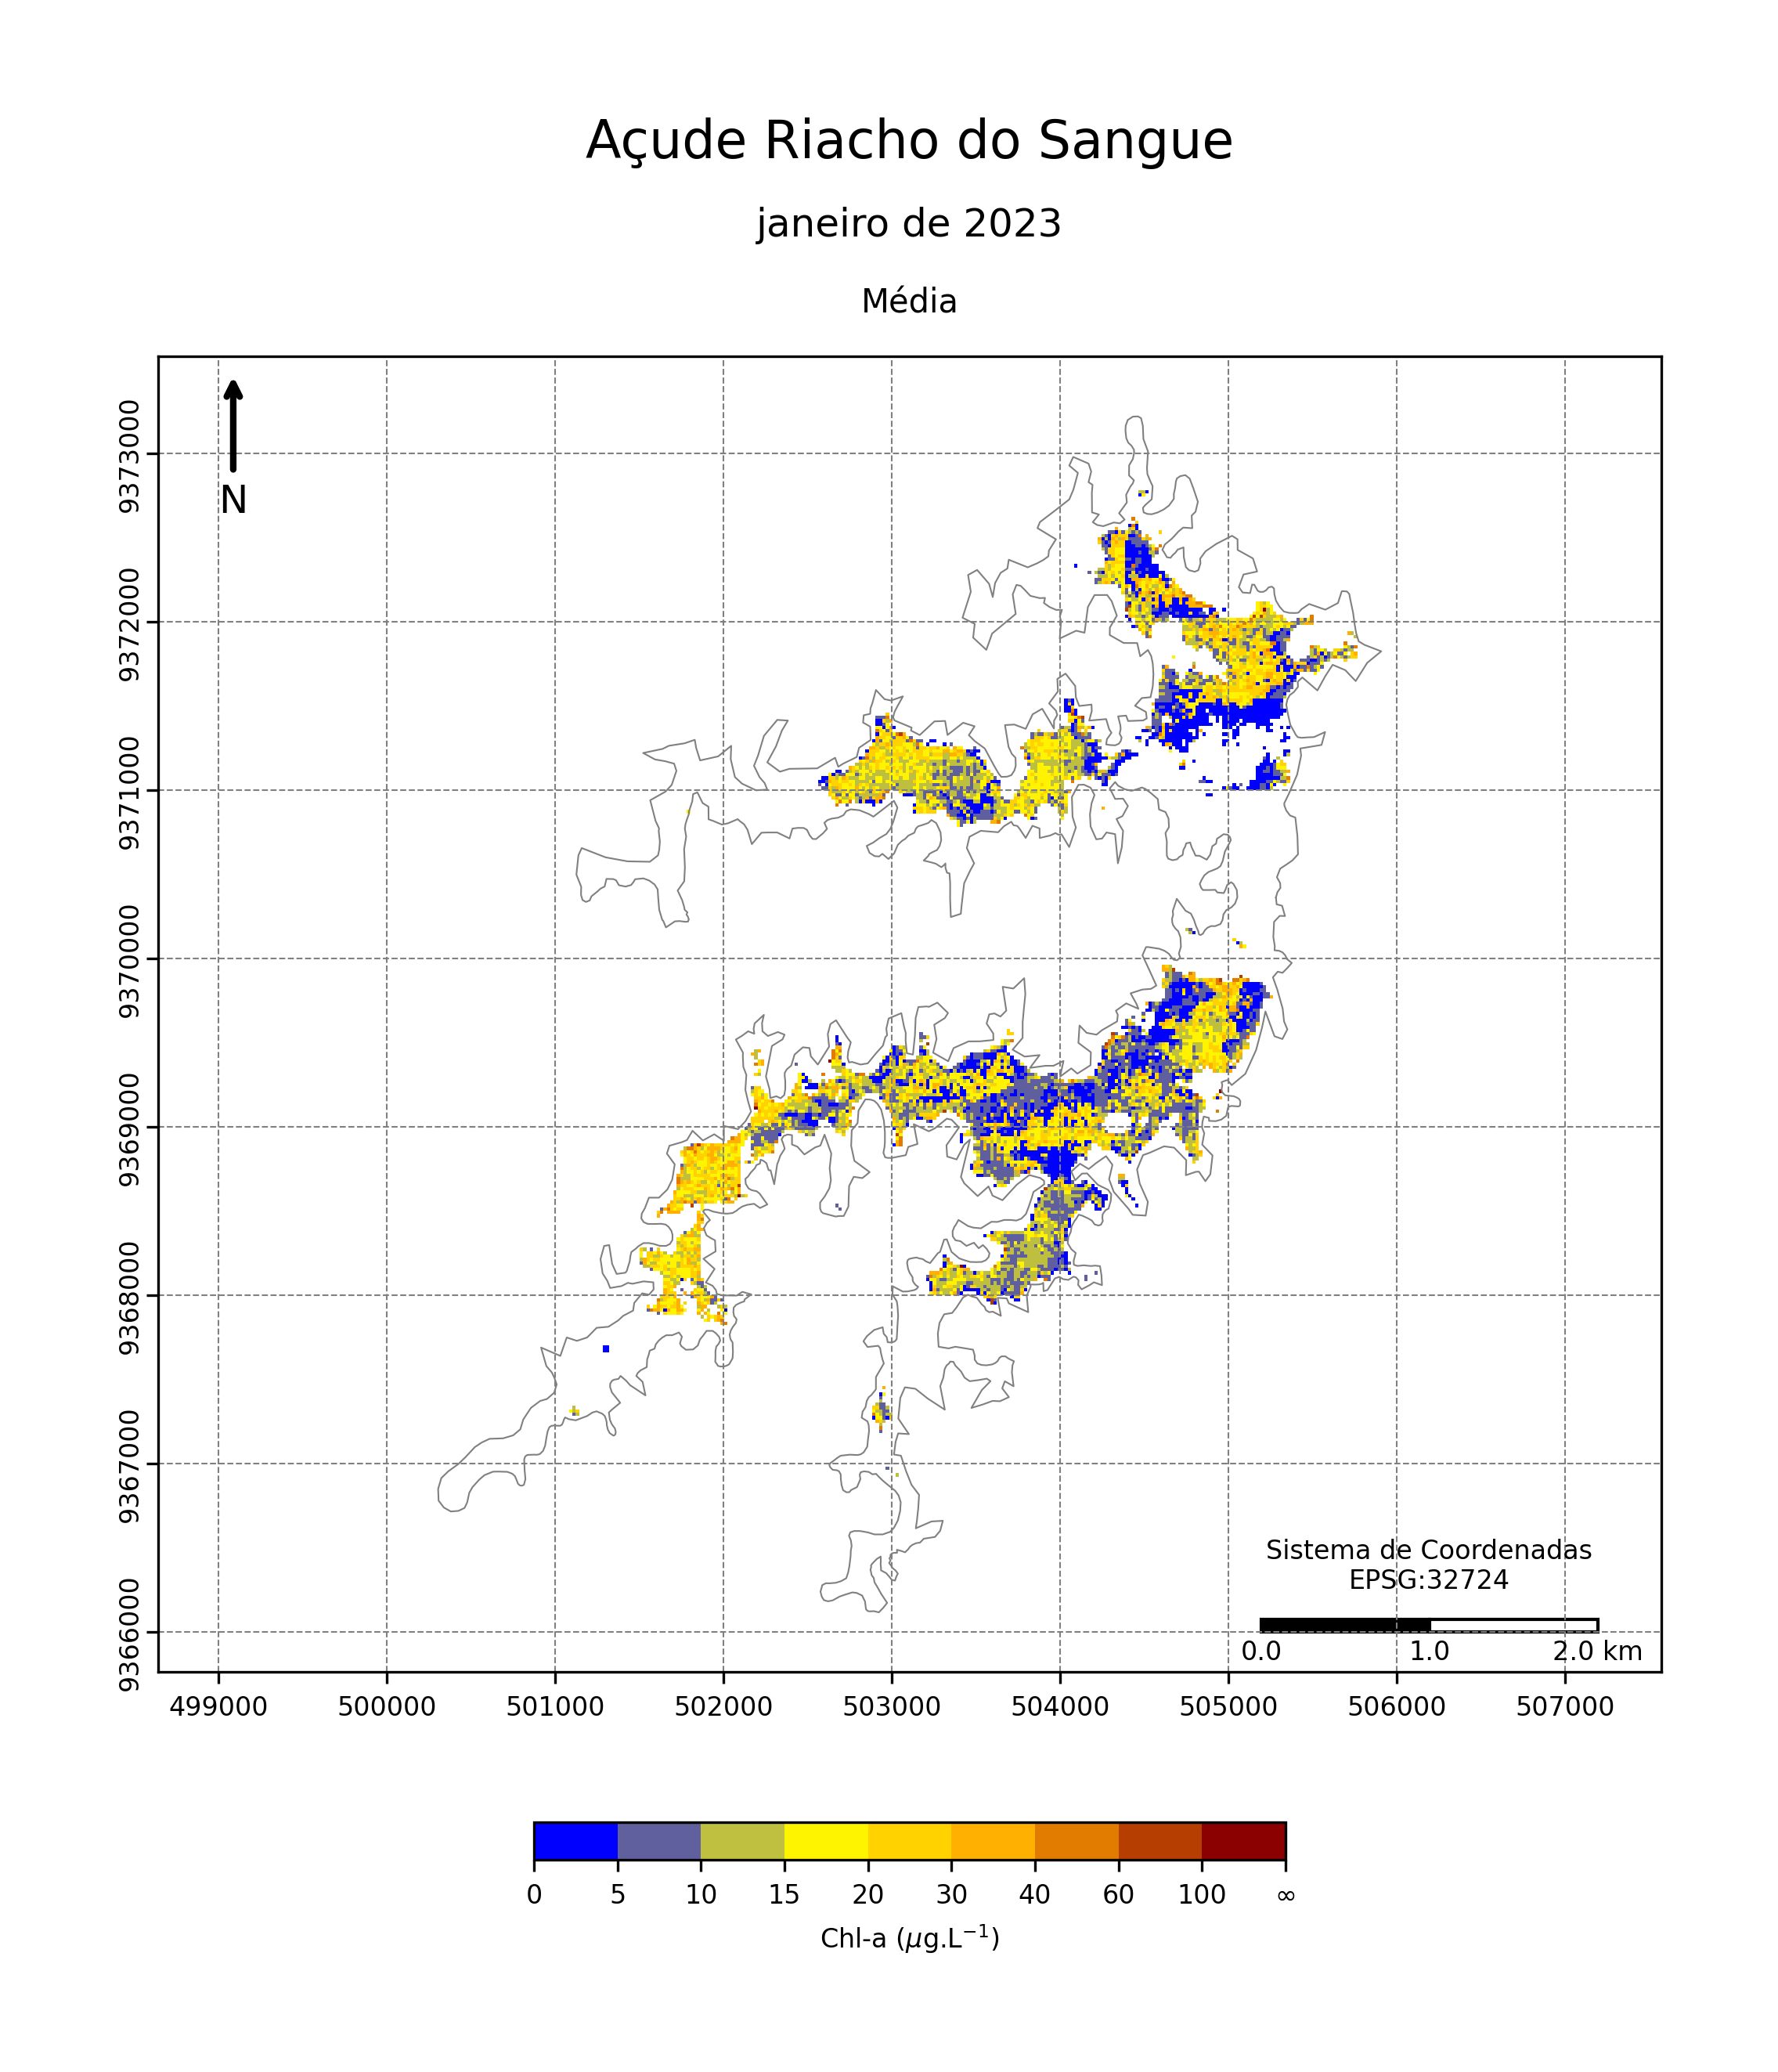 Açude Riacho do Sangue
janeiro de 2023
Média
N
9373000
9372000
9371000
9370000
9369000
9368000
9367000
9366000
Sistema de Coordenadas
EPSG:32724
0.0 1.0 2.0 km
499000 500000 501000 502000 503000 504000 505000 506000 507000
0 5 10 15 20 30 40 60 100 ∞
Chl-a (μg.L⁻¹)